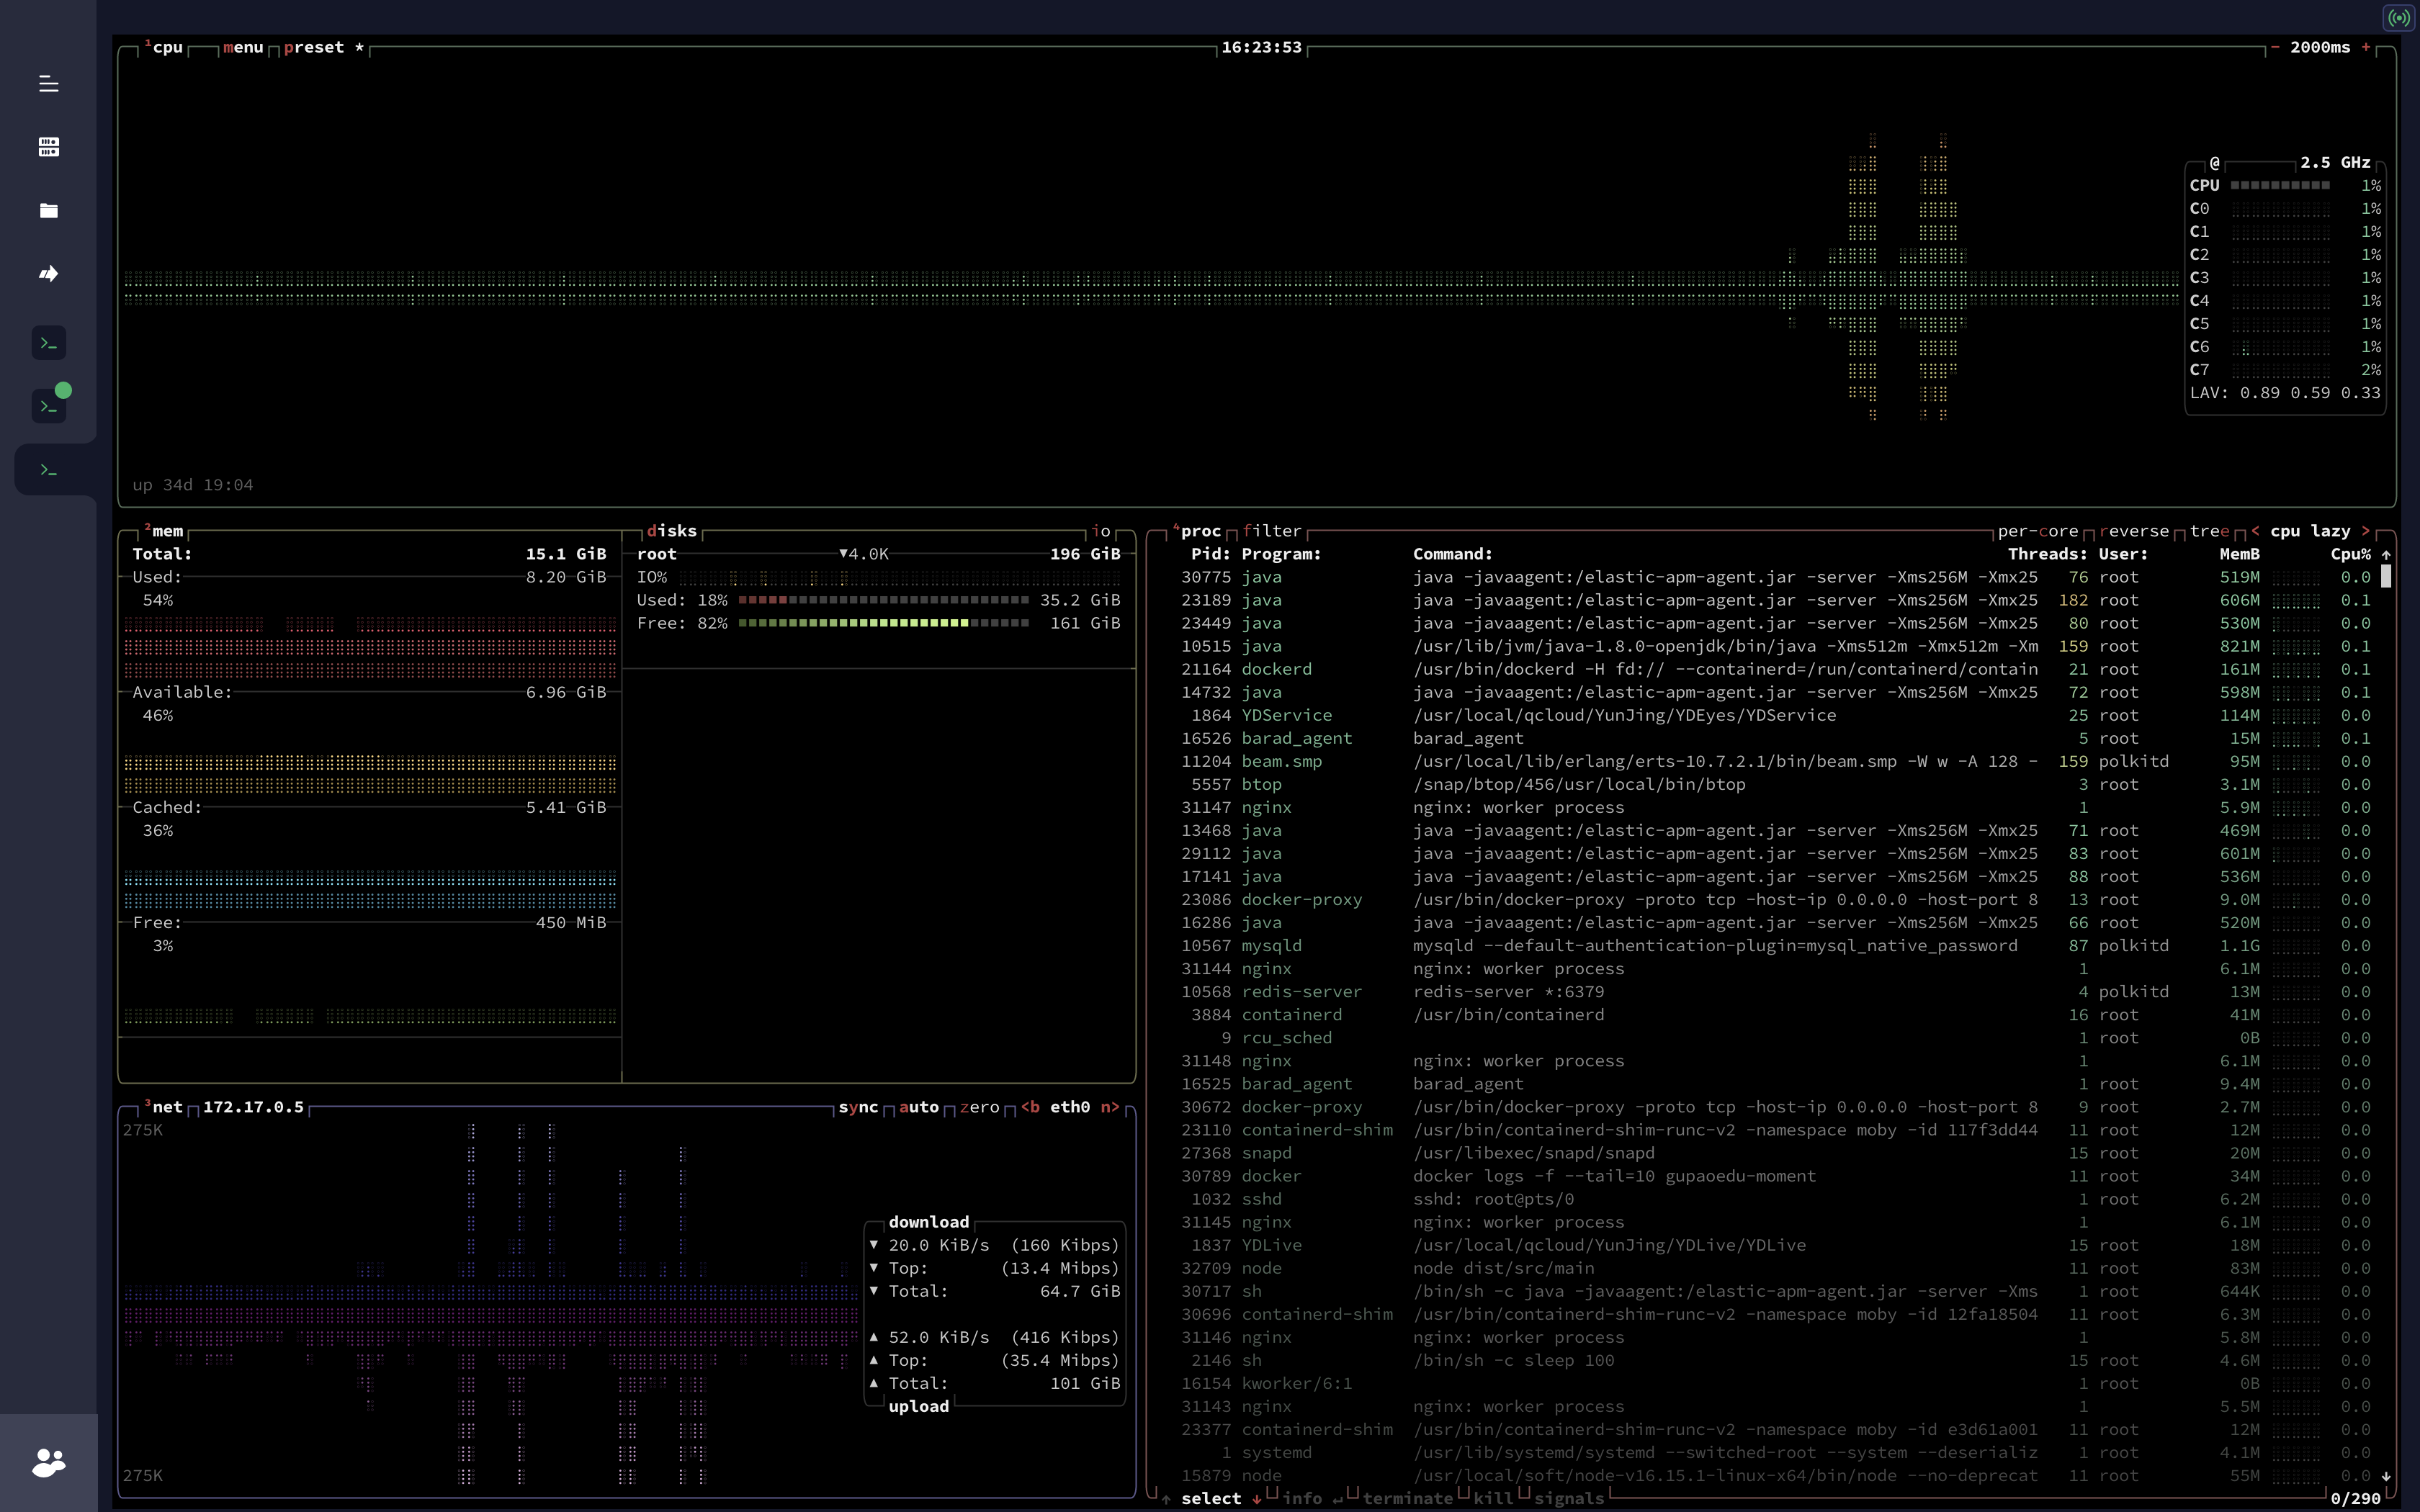 ¹cpu menu preset * 16:23:53 - 2000ms +
@ 2.5 GHz
CPU 1%
C0 1%
C1 1%
C2 1%
C3 1%
C4 1%
C5 1%
C6 1%
C7 2%
LAV: 0.89 0.59 0.33
up 34d 19:04
²mem
Total: 15.1 GiB
Used: 8.20 GiB
54%
Available: 6.96 GiB
46%
Cached: 5.41 GiB
36%
Free: 450 MiB
3%
disks io
root ▼4.0K 196 GiB
IO%
Used: 18% 35.2 GiB
Free: 82% 161 GiB
³net 172.17.0.5 sync auto zero <b eth0 n>
275K
download
▼ 20.0 KiB/s (160 Kibps)
▼ Top: (13.4 Mibps)
▼ Total: 64.7 GiB
▲ 52.0 KiB/s (416 Kibps)
▲ Top: (35.4 Mibps)
▲ Total: 101 GiB
upload
275K
⁴proc filter per-core reverse tree < cpu lazy >
Pid: Program: Command: Threads: User: MemB Cpu% ↑
30775 java java -javaagent:/elastic-apm-agent.jar -server -Xms256M -Xmx25 76 root 519M 0.0
23189 java java -javaagent:/elastic-apm-agent.jar -server -Xms256M -Xmx25 182 root 606M 0.1
23449 java java -javaagent:/elastic-apm-agent.jar -server -Xms256M -Xmx25 80 root 530M 0.0
10515 java /usr/lib/jvm/java-1.8.0-openjdk/bin/java -Xms512m -Xmx512m -Xm 159 root 821M 0.1
21164 dockerd /usr/bin/dockerd -H fd:// --containerd=/run/containerd/contain 21 root 161M 0.1
14732 java java -javaagent:/elastic-apm-agent.jar -server -Xms256M -Xmx25 72 root 598M 0.1
1864 YDService /usr/local/qcloud/YunJing/YDEyes/YDService 25 root 114M 0.0
16526 barad_agent barad_agent 5 root 15M 0.1
11204 beam.smp /usr/local/lib/erlang/erts-10.7.2.1/bin/beam.smp -W w -A 128 - 159 polkitd 95M 0.0
5557 btop /snap/btop/456/usr/local/bin/btop 3 root 3.1M 0.0
31147 nginx nginx: worker process 1 5.9M 0.0
13468 java java -javaagent:/elastic-apm-agent.jar -server -Xms256M -Xmx25 71 root 469M 0.0
29112 java java -javaagent:/elastic-apm-agent.jar -server -Xms256M -Xmx25 83 root 601M 0.0
17141 java java -javaagent:/elastic-apm-agent.jar -server -Xms256M -Xmx25 88 root 536M 0.0
23086 docker-proxy /usr/bin/docker-proxy -proto tcp -host-ip 0.0.0.0 -host-port 8 13 root 9.0M 0.0
16286 java java -javaagent:/elastic-apm-agent.jar -server -Xms256M -Xmx25 66 root 520M 0.0
10567 mysqld mysqld --default-authentication-plugin=mysql_native_password 87 polkitd 1.1G 0.0
31144 nginx nginx: worker process 1 6.1M 0.0
10568 redis-server redis-server *:6379 4 polkitd 13M 0.0
3884 containerd /usr/bin/containerd 16 root 41M 0.0
9 rcu_sched 1 root 0B 0.0
31148 nginx nginx: worker process 1 6.1M 0.0
16525 barad_agent barad_agent 1 root 9.4M 0.0
30672 docker-proxy /usr/bin/docker-proxy -proto tcp -host-ip 0.0.0.0 -host-port 8 9 root 2.7M 0.0
23110 containerd-shim /usr/bin/containerd-shim-runc-v2 -namespace moby -id 117f3dd44 11 root 12M 0.0
27368 snapd /usr/libexec/snapd/snapd 15 root 20M 0.0
30789 docker docker logs -f --tail=10 gupaoedu-moment 11 root 34M 0.0
1032 sshd sshd: root@pts/0 1 root 6.2M 0.0
31145 nginx nginx: worker process 1 6.1M 0.0
1837 YDLive /usr/local/qcloud/YunJing/YDLive/YDLive 15 root 18M 0.0
32709 node node dist/src/main 11 root 83M 0.0
30717 sh /bin/sh -c java -javaagent:/elastic-apm-agent.jar -server -Xms 1 root 644K 0.0
30696 containerd-shim /usr/bin/containerd-shim-runc-v2 -namespace moby -id 12fa18504 11 root 6.3M 0.0
31146 nginx nginx: worker process 1 5.8M 0.0
2146 sh /bin/sh -c sleep 100 15 root 4.6M 0.0
16154 kworker/6:1 1 root 0B 0.0
31143 nginx nginx: worker process 1 5.5M 0.0
23377 containerd-shim /usr/bin/containerd-shim-runc-v2 -namespace moby -id e3d61a001 11 root 12M 0.0
1 systemd /usr/lib/systemd/systemd --switched-root --system --deserializ 1 root 4.1M 0.0
15879 node /usr/local/soft/node-v16.15.1-linux-x64/bin/node --no-deprecat 11 root 55M 0.0 ↓
↑ select ↓ info ↵ terminate kill signals 0/290